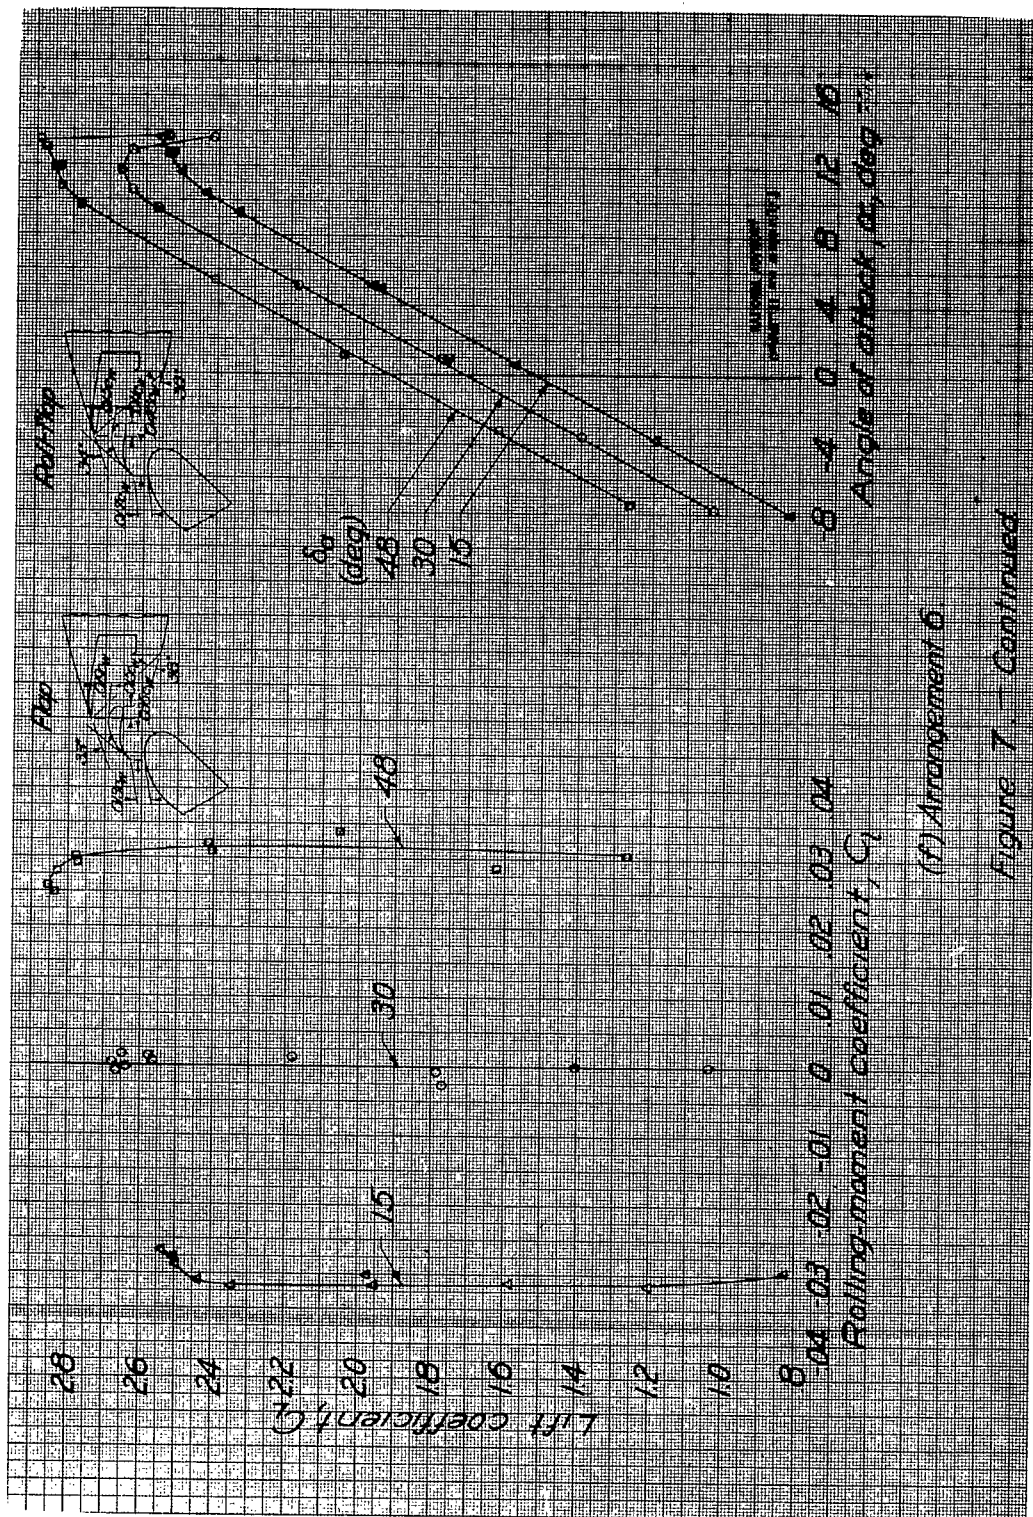 Flap
Roll-flap
35°
30°
30°
δa
(deg)
48
30
15
15
30
48
Lift coefficient, CL
2.8
2.6
2.4
2.2
2.0
1.8
1.6
1.4
1.2
1.0
.8
-.04 -.03 -.02 -.01 0 .01 .02 .03 .04
Rolling-moment coefficient, Cl
-8 -4 0 4 8 12 16
Angle of attack, α, deg
(f) Arrangement 6.
Figure 7.- Continued.